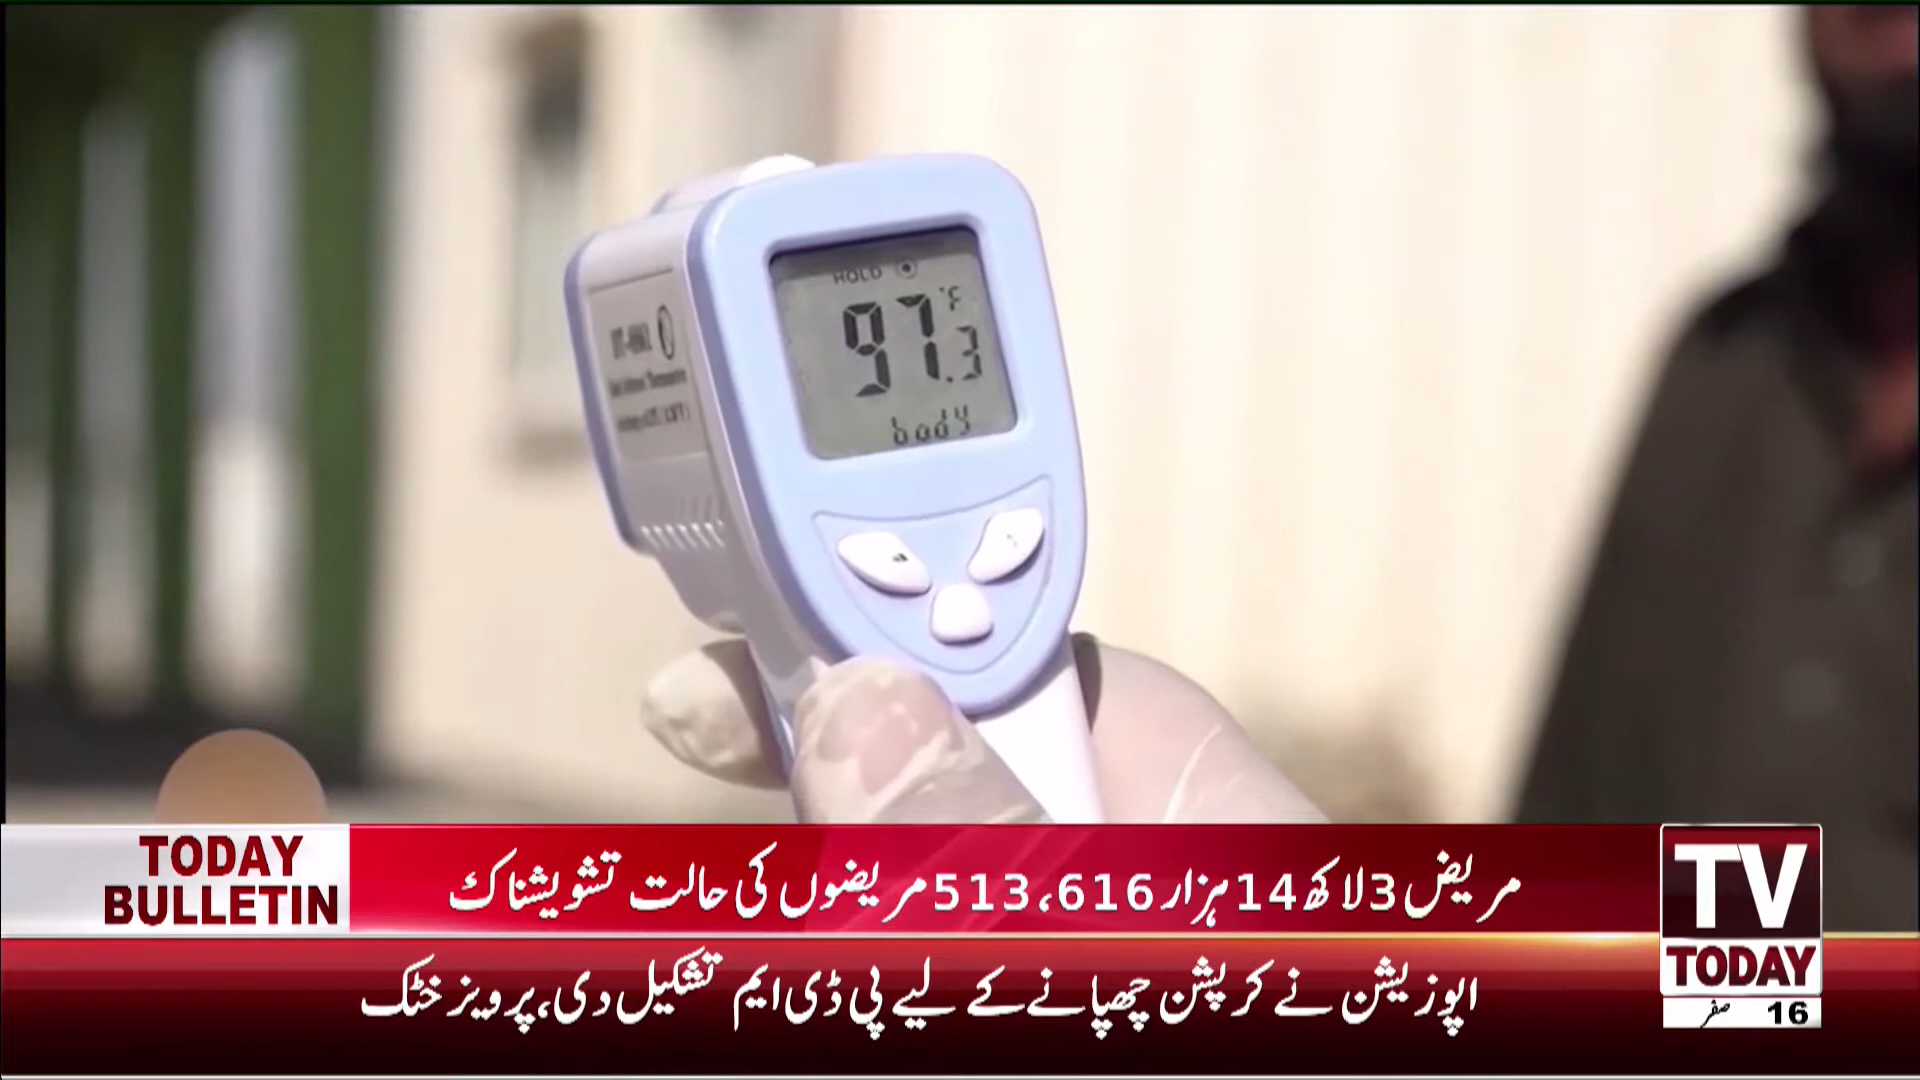 HOLD
97.3 °F
body
TODAY
BULLETIN
مریض 3 لاکھ 14 ہزار 616، 513 مریضوں کی حالت تشویشناک
TV
TODAY
اپوزیشن نے کرپشن چھپانے کے لیے پی ڈی ایم تشکیل دی، پرویز خٹک
16 صفر